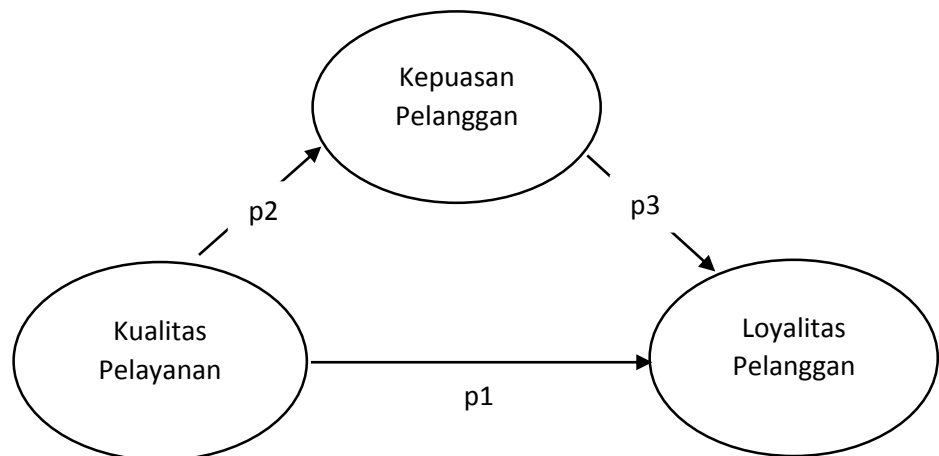 Kepuasan
Pelanggan
p2
p3
Kualitas
Pelayanan
Loyalitas
Pelanggan
p1